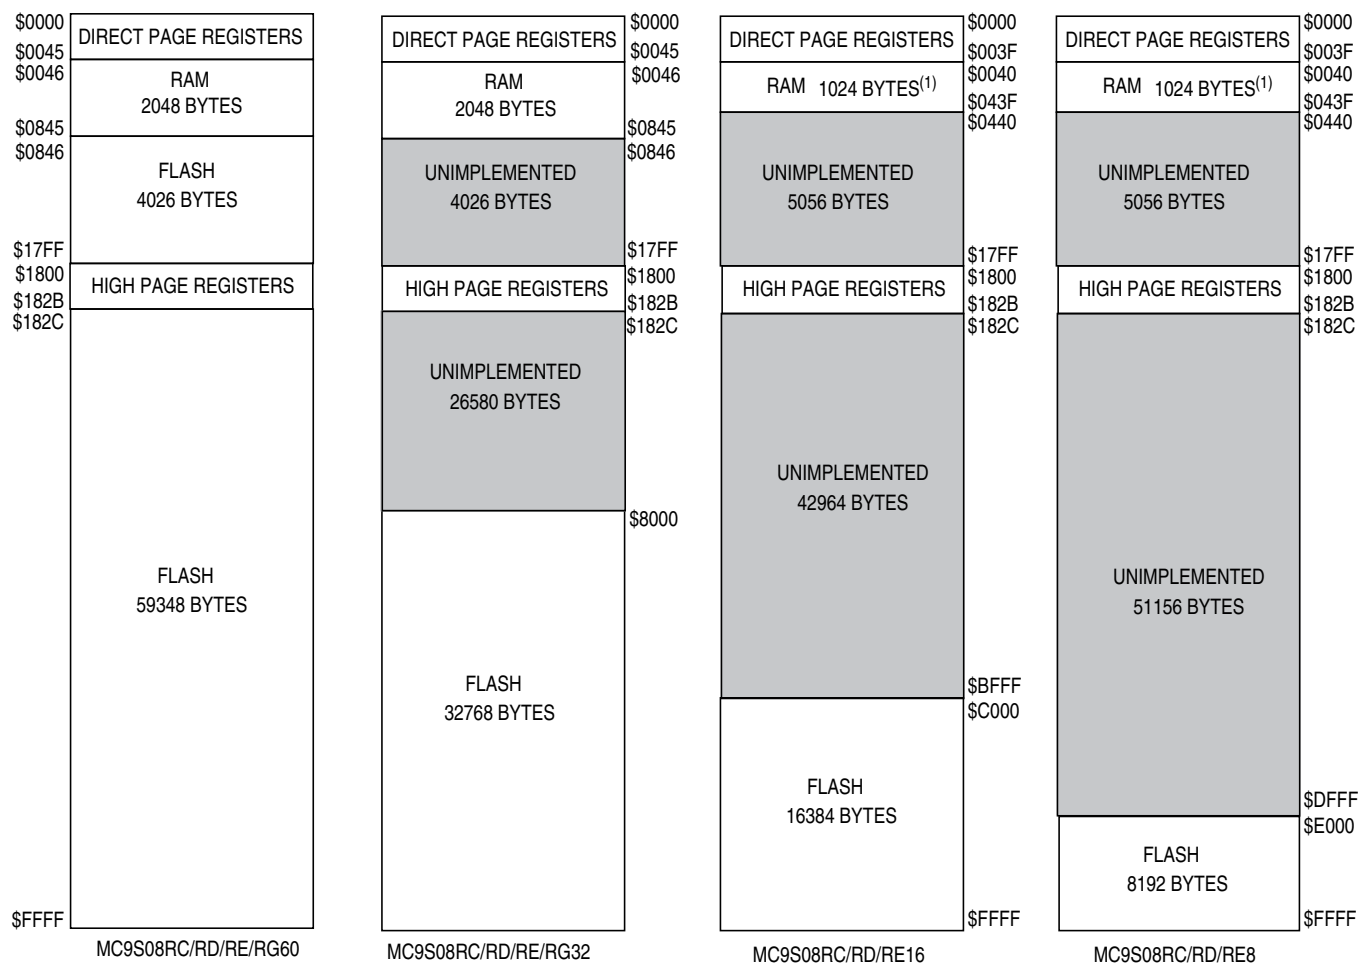 $0000
DIRECT PAGE REGISTERS
$0045
$0046
RAM
2048 BYTES
$0845
$0846
FLASH
4026 BYTES
$17FF
$1800
HIGH PAGE REGISTERS
$182B
$182C
FLASH
59348 BYTES
$FFFF
MC9S08RC/RD/RE/RG60
$0000
DIRECT PAGE REGISTERS
$0045
$0046
RAM
2048 BYTES
$0845
$0846
UNIMPLEMENTED
4026 BYTES
$17FF
$1800
HIGH PAGE REGISTERS
$182B
$182C
UNIMPLEMENTED
26580 BYTES
$8000
FLASH
32768 BYTES
MC9S08RC/RD/RE/RG32
$0000
DIRECT PAGE REGISTERS
$003F
$0040
RAM 1024 BYTES(1)
$043F
$0440
UNIMPLEMENTED
5056 BYTES
$17FF
$1800
HIGH PAGE REGISTERS
$182B
$182C
UNIMPLEMENTED
42964 BYTES
$BFFF
$C000
FLASH
16384 BYTES
$FFFF
MC9S08RC/RD/RE16
$0000
DIRECT PAGE REGISTERS
$003F
$0040
RAM 1024 BYTES(1)
$043F
$0440
UNIMPLEMENTED
5056 BYTES
$17FF
$1800
HIGH PAGE REGISTERS
$182B
$182C
UNIMPLEMENTED
51156 BYTES
$DFFF
$E000
FLASH
8192 BYTES
$FFFF
MC9S08RC/RD/RE8